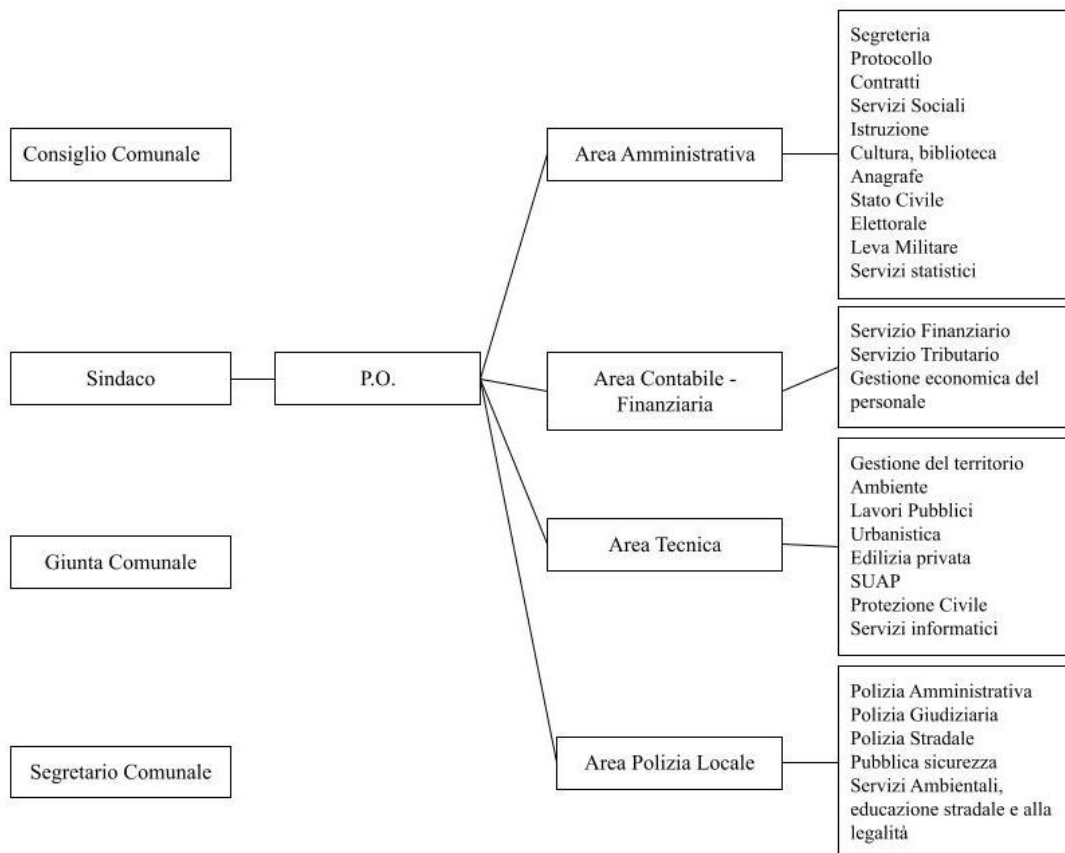 Consiglio Comunale
Sindaco
Giunta Comunale
Segretario Comunale
P.O.
Area Amministrativa
Area Contabile -
Finanziaria
Area Tecnica
Area Polizia Locale
Segreteria
Protocollo
Contratti
Servizi Sociali
Istruzione
Cultura, biblioteca
Anagrafe
Stato Civile
Elettorale
Leva Militare
Servizi statistici
Servizio Finanziario
Servizio Tributario
Gestione economica del
personale
Gestione del territorio
Ambiente
Lavori Pubblici
Urbanistica
Edilizia privata
SUAP
Protezione Civile
Servizi informatici
Polizia Amministrativa
Polizia Giudiziaria
Polizia Stradale
Pubblica sicurezza
Servizi Ambientali,
educazione stradale e alla
legalità